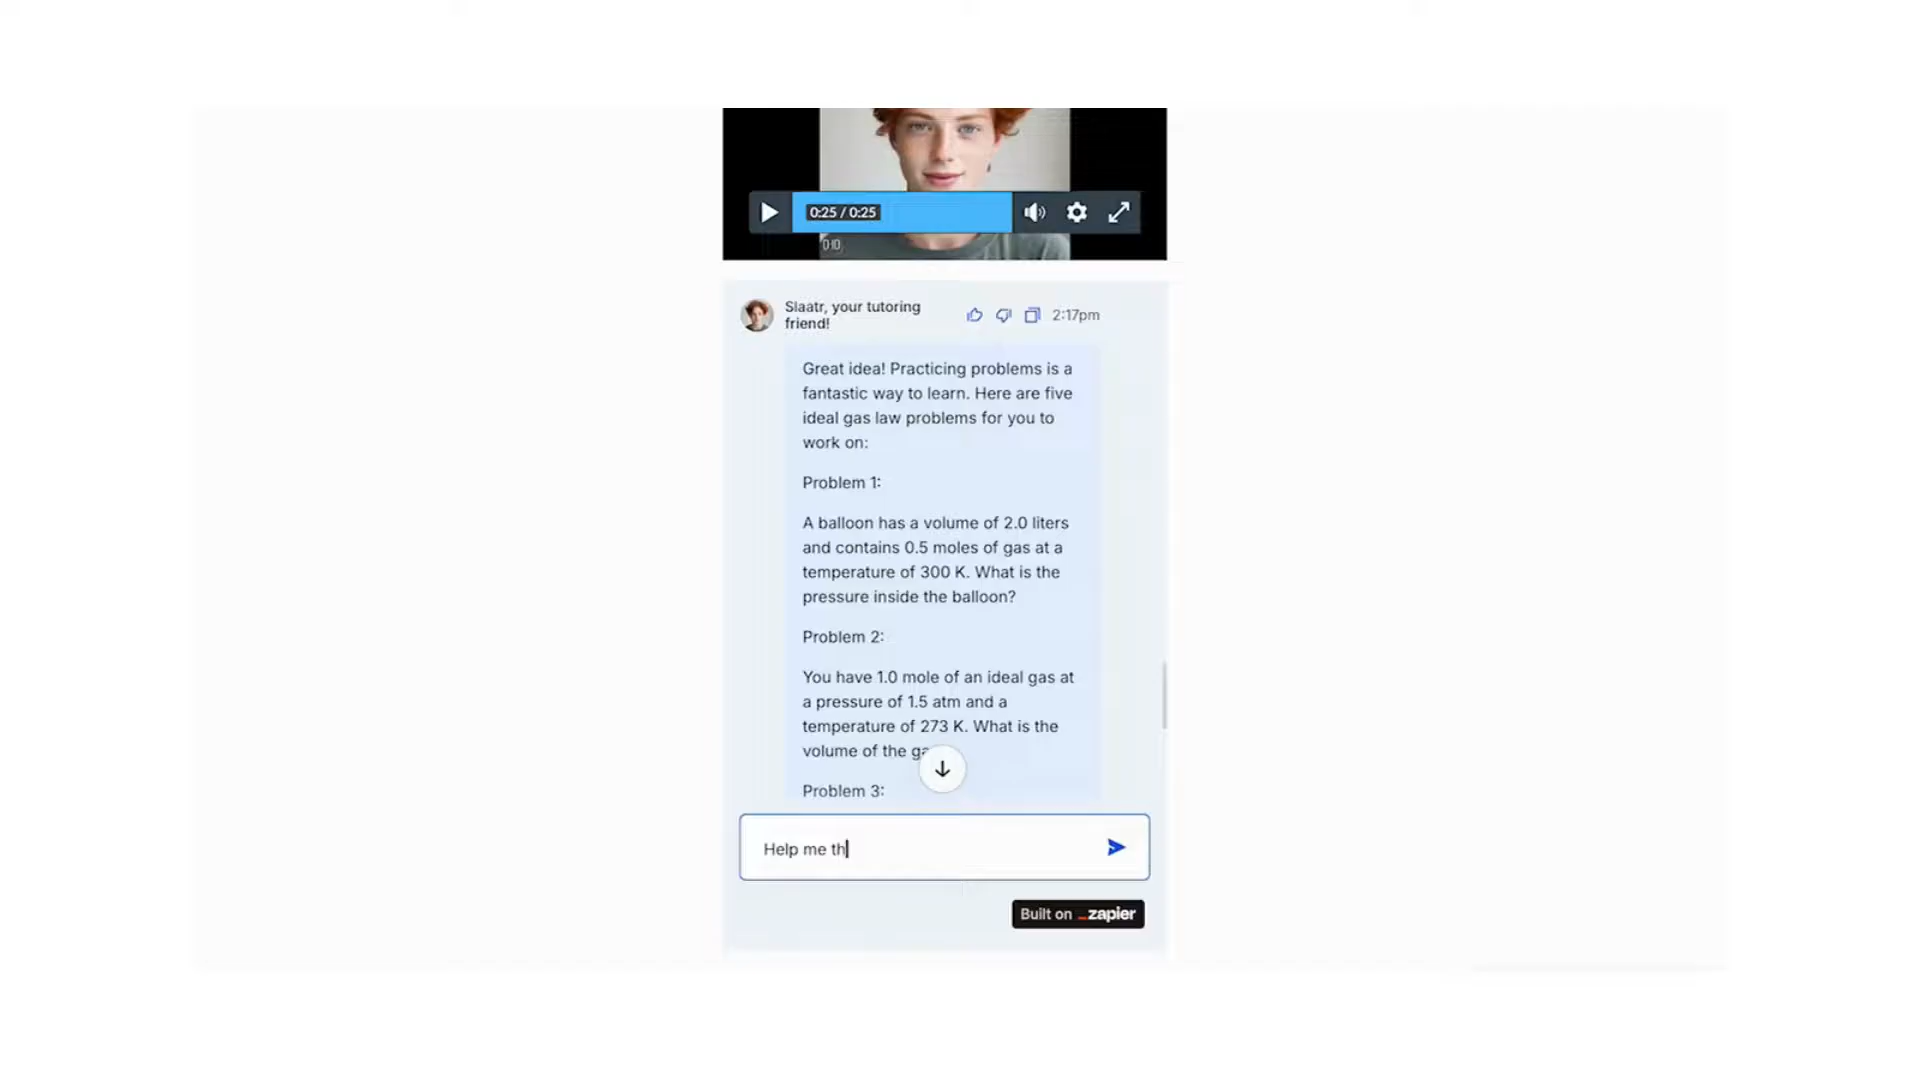 0:25 / 0:25
Slaatr, your tutoring
friend!
2:17pm
Great idea! Practicing problems is a
fantastic way to learn. Here are five
ideal gas law problems for you to
work on:
Problem 1:
A balloon has a volume of 2.0 liters
and contains 0.5 moles of gas at a
temperature of 300 K. What is the
pressure inside the balloon?
Problem 2:
You have 1.0 mole of an ideal gas at
a pressure of 1.5 atm and a
temperature of 273 K. What is the
volume of the
Problem 3:
Help me th
Built on _zapier